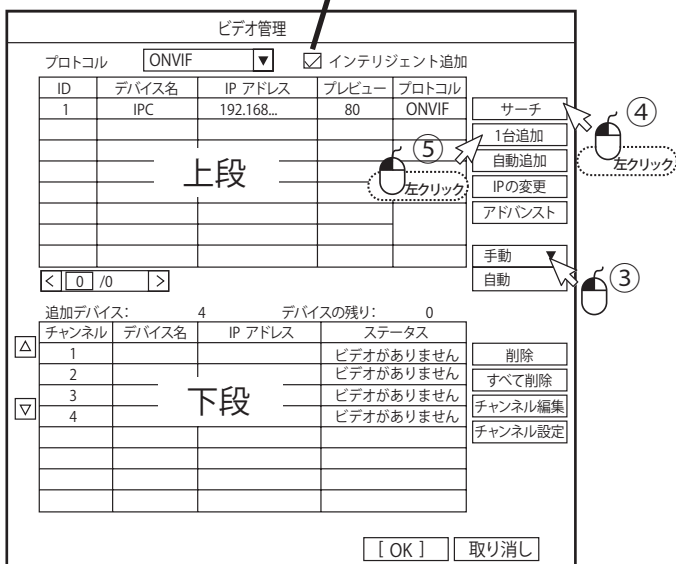 ビデオ管理
プロトコル ONVIF ▼ ☑ インテリジェント追加
ID デバイス名 IP アドレス プレビュー プロトコル
1 IPC 192.168... 80 ONVIF
サーチ
④
左クリック
1台追加
⑤
左クリック
自動追加
IPの変更
アドバンスト
上段
手動 ▼
自動
③
< 0 /0 >
追加デバイス: 4 デバイスの残り: 0
チャンネル デバイス名 IP アドレス ステータス
1 ビデオがありません
2 ビデオがありません
3 ビデオがありません
4 ビデオがありません
下段
△
▽
削除
すべて削除
チャンネル編集
チャンネル設定
[ OK ] 取り消し